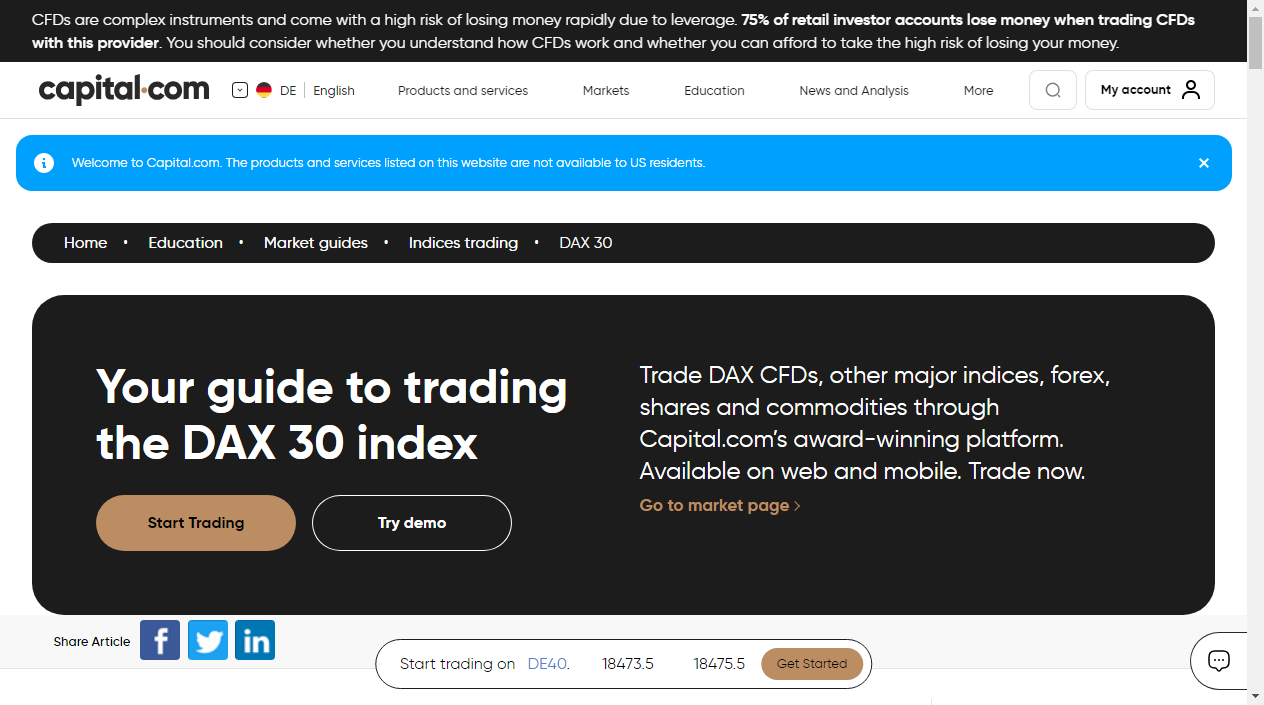 CFDs are complex instruments and come with a high risk of losing money rapidly due to leverage. 75% of retail investor accounts lose money when trading CFDs
with this provider. You should consider whether you understand how CFDs work and whether you can afford to take the high risk of losing your money.
capital.com DE English Products and services Markets Education News and Analysis More My account
Welcome to Capital.com. The products and services listed on this website are not available to US residents.
Home • Education • Market guides • Indices trading • DAX 30
Your guide to trading
the DAX 30 index
Start Trading Try demo
Trade DAX CFDs, other major indices, forex,
shares and commodities through
Capital.com’s award-winning platform.
Available on web and mobile. Trade now.
Go to market page
Share Article f in
Start trading on DE40. 18473.5 18475.5 Get Started